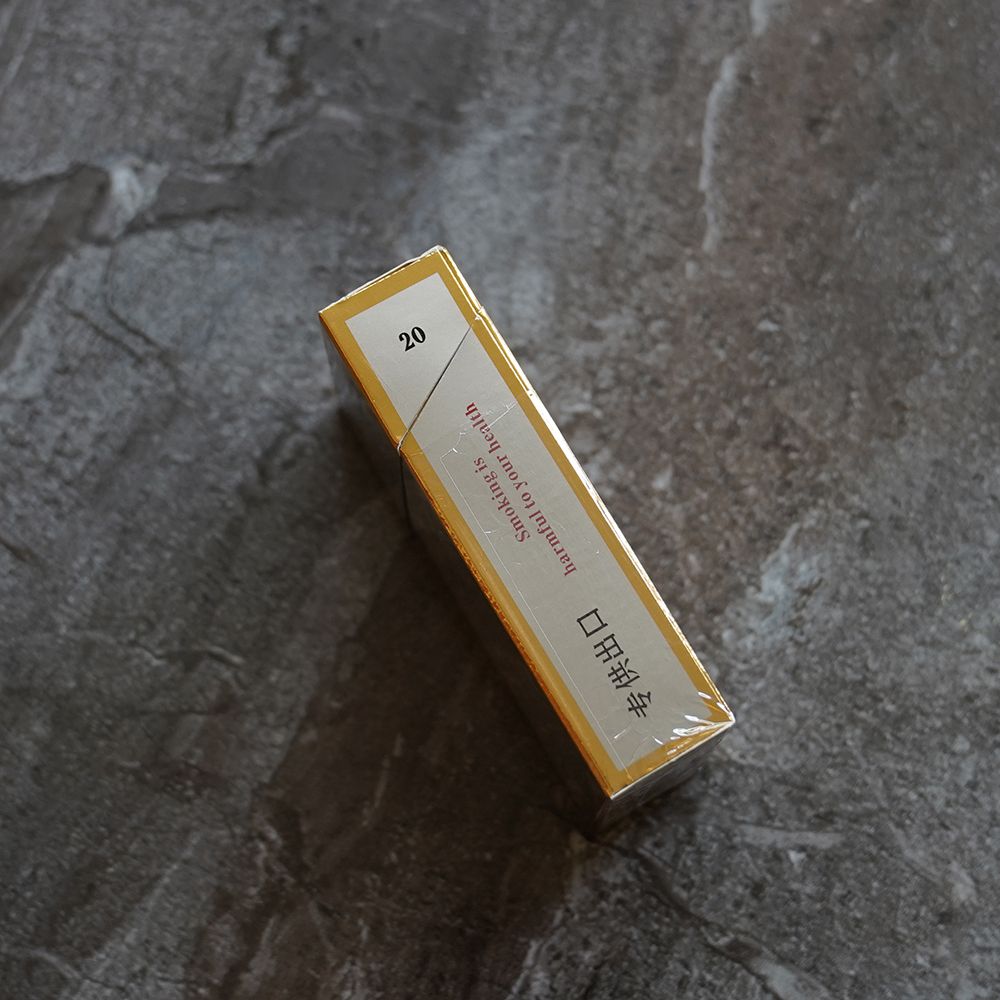 20
Smoking is
harmful to your health
专供出口